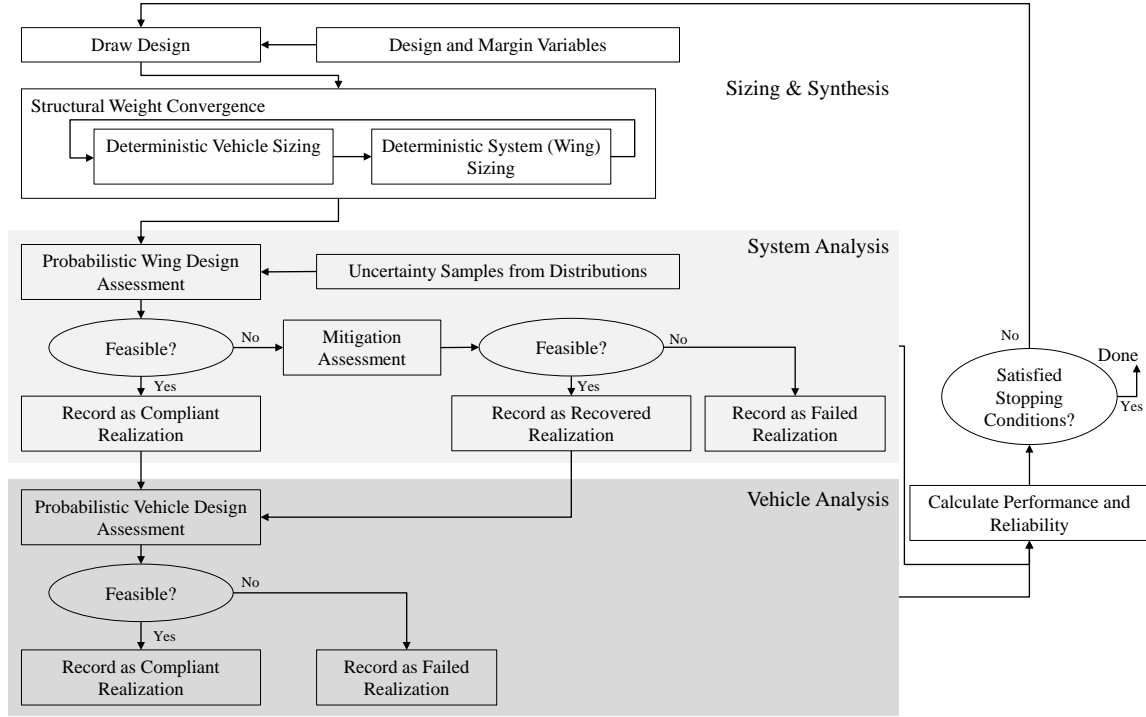 Draw Design
Design and Margin Variables
Sizing & Synthesis
Structural Weight Convergence
Deterministic Vehicle Sizing
Deterministic System (Wing)
Sizing
System Analysis
Probabilistic Wing Design
Assessment
Uncertainty Samples from Distributions
Feasible?
No
Mitigation
Assessment
Feasible?
No
Yes
Yes
Record as Compliant
Realization
Record as Recovered
Realization
Record as Failed
Realization
Vehicle Analysis
Probabilistic Vehicle Design
Assessment
Feasible?
No
Yes
Record as Compliant
Realization
Record as Failed
Realization
No
Done
Satisfied
Stopping
Conditions?
Yes
Calculate Performance and
Reliability